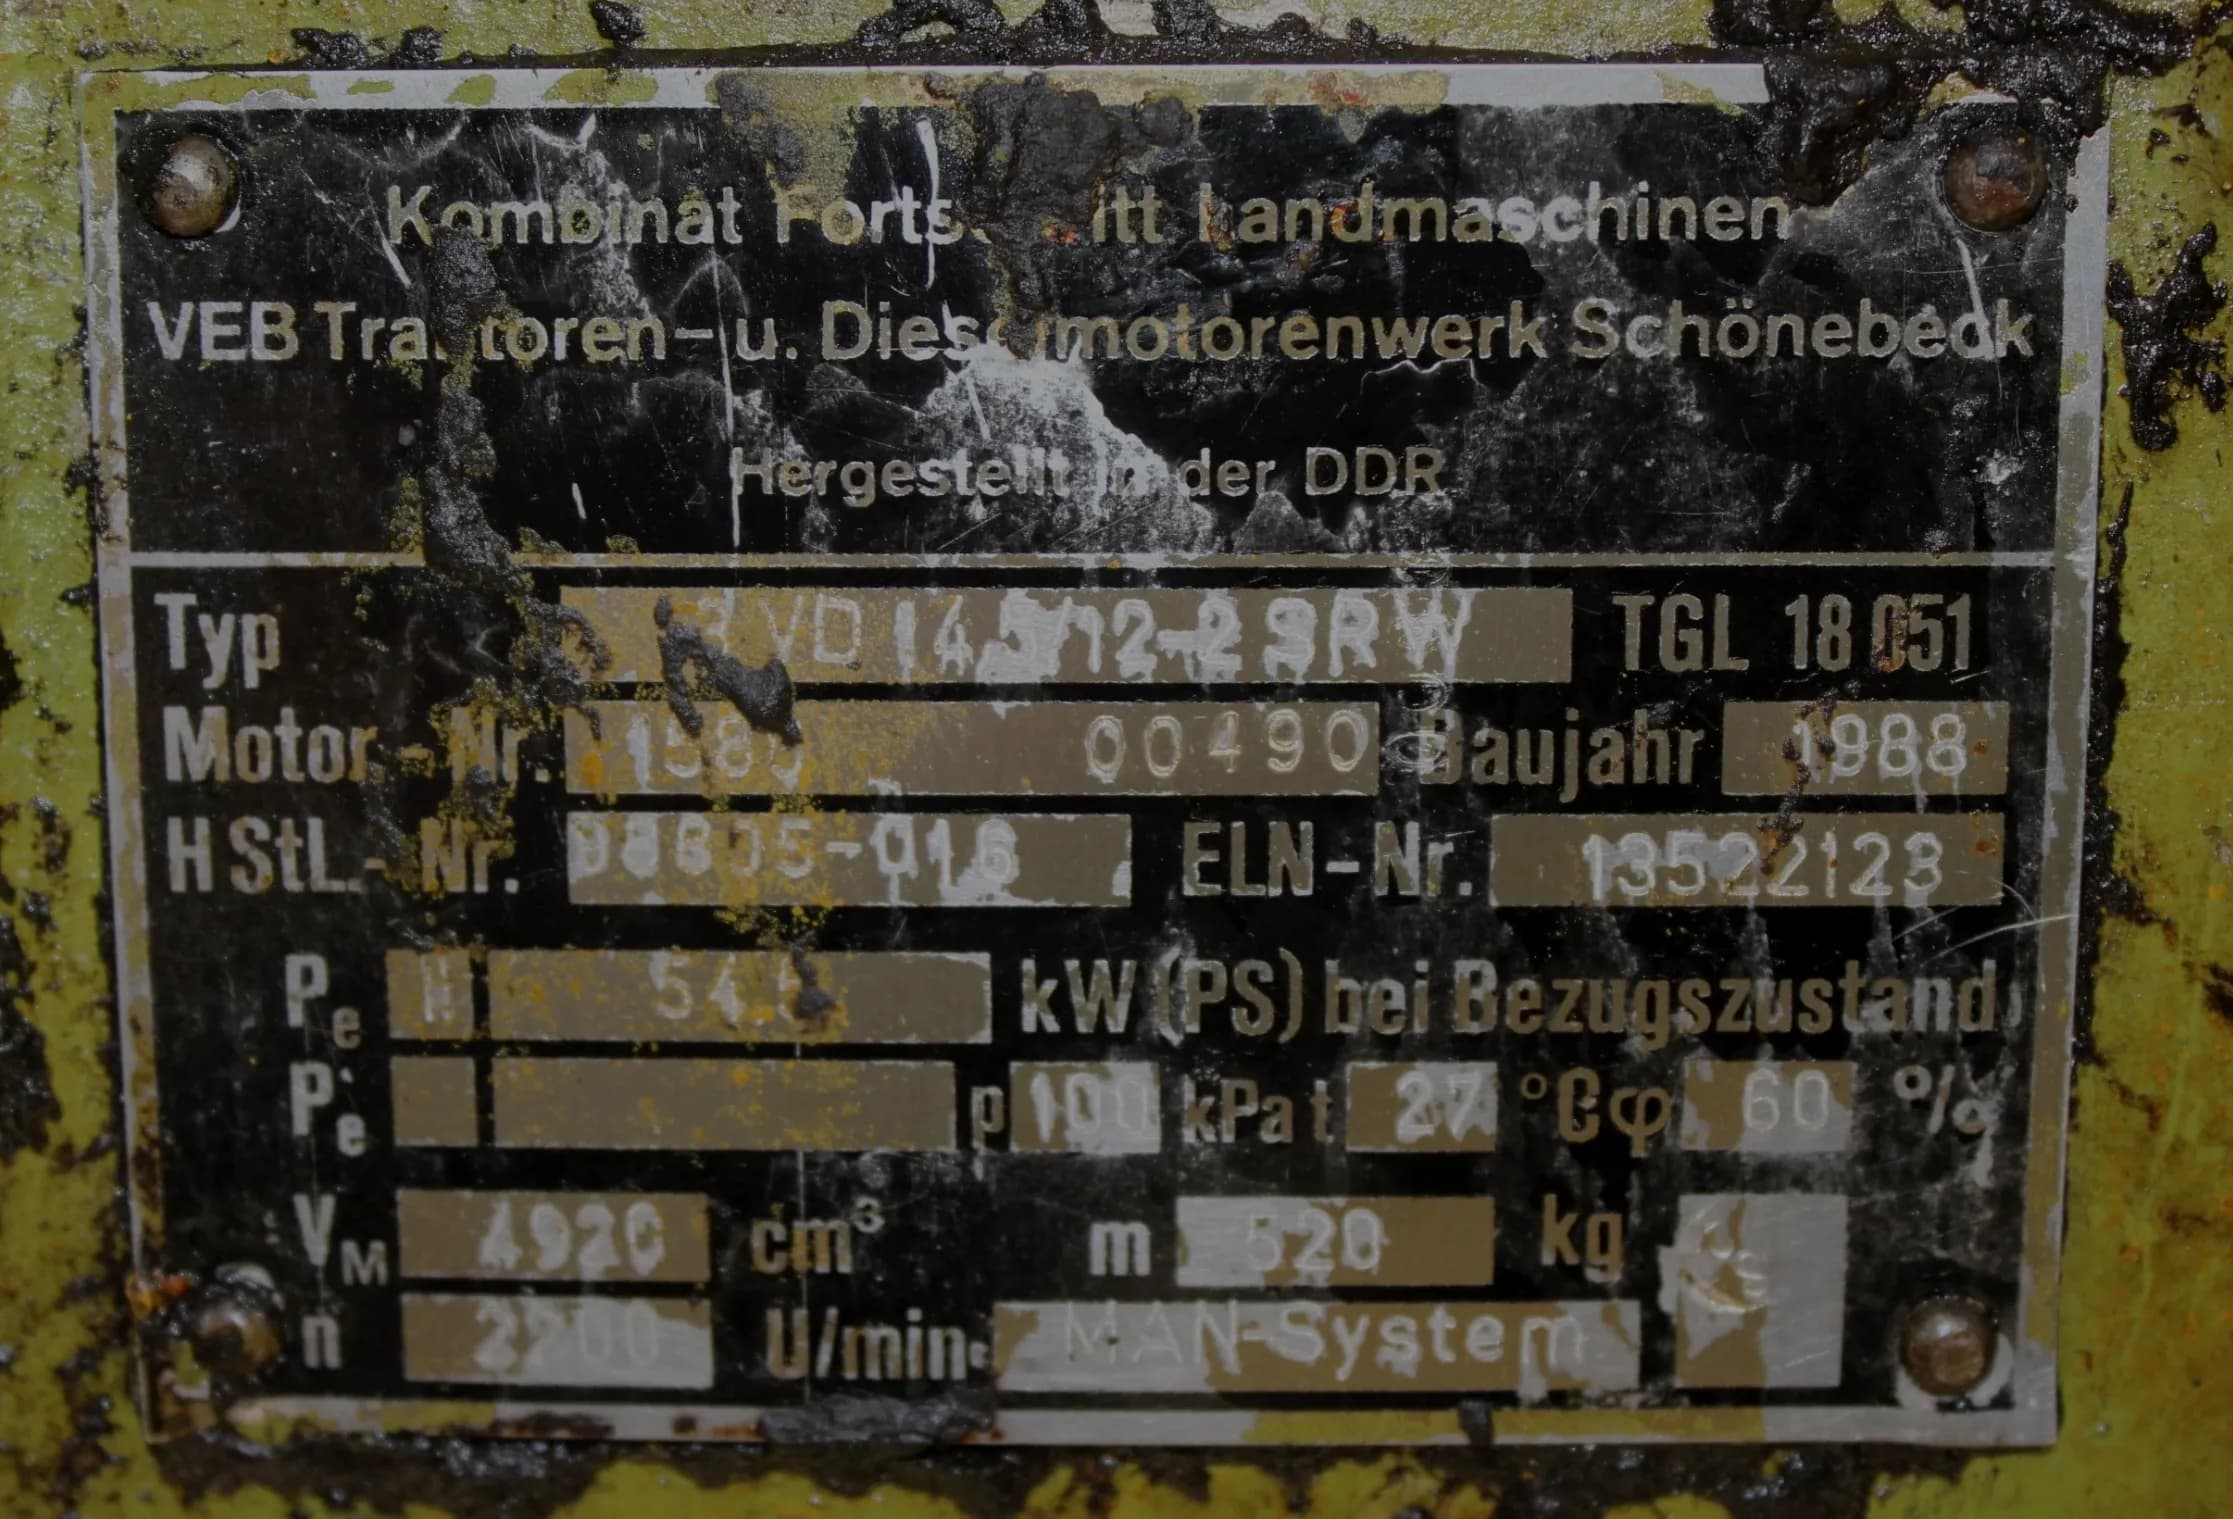 Kombinat Fortschritt Landmaschinen
VEB Traktoren- u. Dieselmotorenwerk Schönebeck
Hergestellt in der DDR
Typ 3 VD 14,5/12-2 SRW TGL 18 051
Motor-Nr. 00490 Baujahr 1988
H StL.-Nr. ELN-Nr. 13522123
Pe N kW (PS) bei Bezugszustand
Pe p 100 kPa t 27 °C φ 60 %
VM 4920 cm³ m 520 kg
n 2200 U/min MAN-System